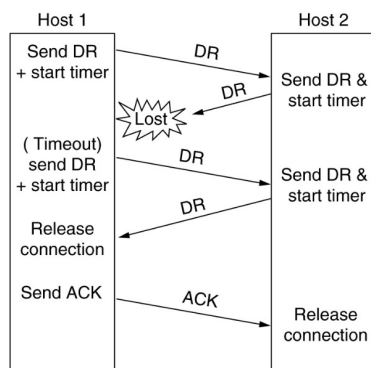 Host 1
Host 2
Send DR
+ start timer
DR
Send DR &
start timer
DR
Lost
( Timeout)
send DR
+ start timer
DR
Send DR &
start timer
DR
Release
connection
Send ACK
ACK
Release
connection